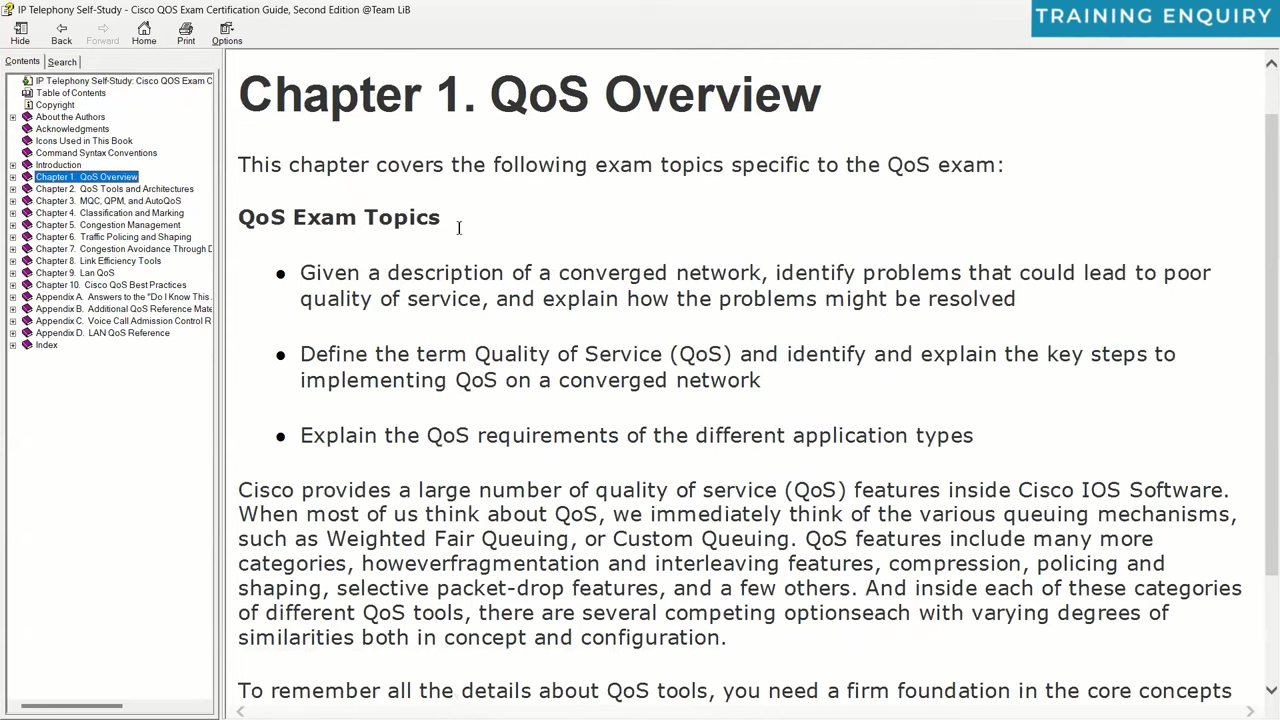 IP Telephony Self-Study - Cisco QOS Exam Certification Guide, Second Edition @Team LiB
TRAINING ENQUIRY
Hide Back Forward Home Print Options
Contents Search
IP Telephony Self-Study: Cisco QOS Exam C
Table of Contents
Copyright
About the Authors
Acknowledgments
Icons Used in This Book
Command Syntax Conventions
Introduction
Chapter 1. QoS Overview
Chapter 2. QoS Tools and Architectures
Chapter 3. MQC, QPM, and AutoQoS
Chapter 4. Classification and Marking
Chapter 5. Congestion Management
Chapter 6. Traffic Policing and Shaping
Chapter 7. Congestion Avoidance Through D
Chapter 8. Link Efficiency Tools
Chapter 9. Lan QoS
Chapter 10. Cisco QoS Best Practices
Appendix A. Answers to the "Do I Know This
Appendix B. Additional QoS Reference Mate
Appendix C. Voice Call Admission Control R
Appendix D. LAN QoS Reference
Index
Chapter 1. QoS Overview
This chapter covers the following exam topics specific to the QoS exam:
QoS Exam Topics
● Given a description of a converged network, identify problems that could lead to poor
quality of service, and explain how the problems might be resolved
● Define the term Quality of Service (QoS) and identify and explain the key steps to
implementing QoS on a converged network
● Explain the QoS requirements of the different application types
Cisco provides a large number of quality of service (QoS) features inside Cisco IOS Software.
When most of us think about QoS, we immediately think of the various queuing mechanisms,
such as Weighted Fair Queuing, or Custom Queuing. QoS features include many more
categories, howeverfragmentation and interleaving features, compression, policing and
shaping, selective packet-drop features, and a few others. And inside each of these categories
of different QoS tools, there are several competing optionseach with varying degrees of
similarities both in concept and configuration.
To remember all the details about QoS tools, you need a firm foundation in the core concepts